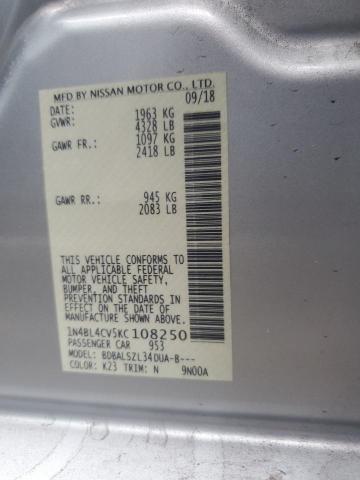 MFD BY NISSAN MOTOR CO., LTD.
DATE: 09/18
GVWR: 1963 KG
4328 LB
GAWR FR.: 1097 KG
2418 LB
GAWR RR.: 945 KG
2083 LB
THIS VEHICLE CONFORMS TO
ALL APPLICABLE FEDERAL
MOTOR VEHICLE SAFETY,
BUMPER, AND THEFT
PREVENTION STANDARDS IN
EFFECT ON THE DATE OF
MANUFACTURE SHOWN ABOVE.
1N4BL4CV5KC108250
PASSENGER CAR 953
MODEL: BDBALSZL34DUA-B---
COLOR: K23 TRIM: N 9N00A